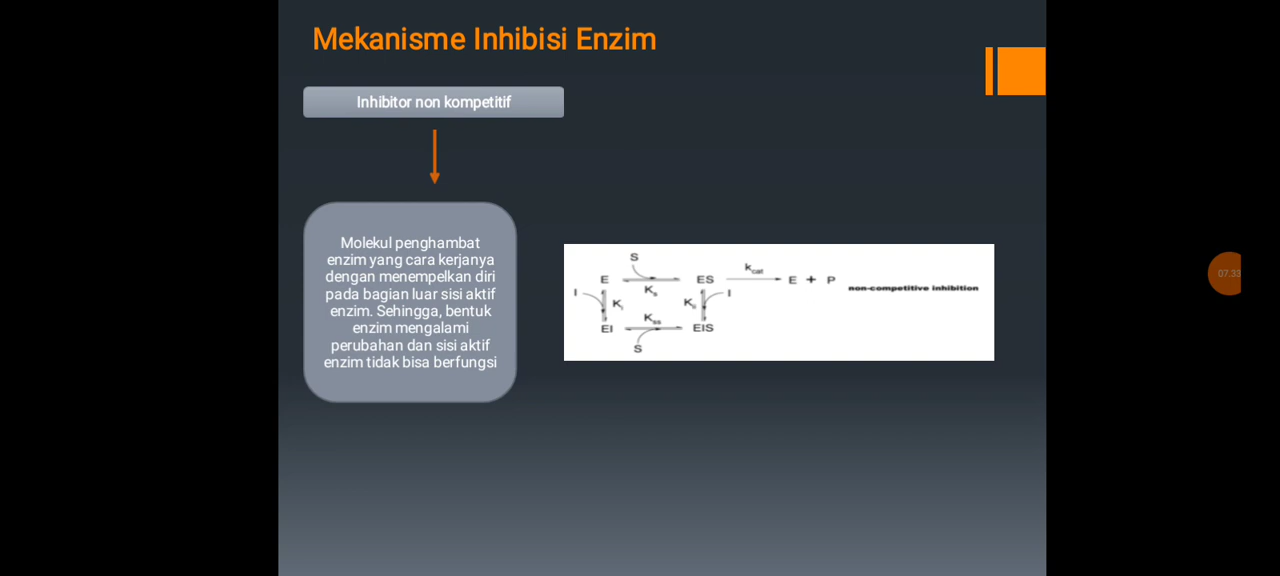 Mekanisme Inhibisi Enzim
Inhibitor non kompetitif
Molekul penghambat
enzim yang cara kerjanya
dengan menempelkan diri
pada bagian luar sisi aktif
enzim. Sehingga, bentuk
enzim mengalami
perubahan dan sisi aktif
enzim tidak bisa berfungsi
S
E ES kcat E + P
Ks
non-competitive inhibition
I Ki I
Kss
EI EIS
S
07.33